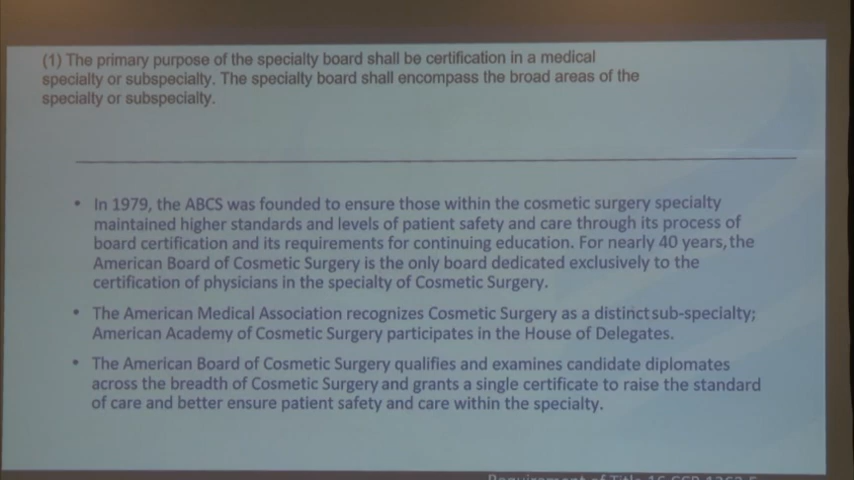 (1) The primary purpose of the specialty board shall be certification in a medical
specialty or subspecialty. The specialty board shall encompass the broad areas of the
specialty or subspecialty.
• In 1979, the ABCS was founded to ensure those within the cosmetic surgery specialty
maintained higher standards and levels of patient safety and care through its process of
board certification and its requirements for continuing education. For nearly 40 years, the
American Board of Cosmetic Surgery is the only board dedicated exclusively to the
certification of physicians in the specialty of Cosmetic Surgery.
• The American Medical Association recognizes Cosmetic Surgery as a distinct sub-specialty;
American Academy of Cosmetic Surgery participates in the House of Delegates.
• The American Board of Cosmetic Surgery qualifies and examines candidate diplomates
across the breadth of Cosmetic Surgery and grants a single certificate to raise the standard
of care and better ensure patient safety and care within the specialty.
Requirement of Title 16 CCR